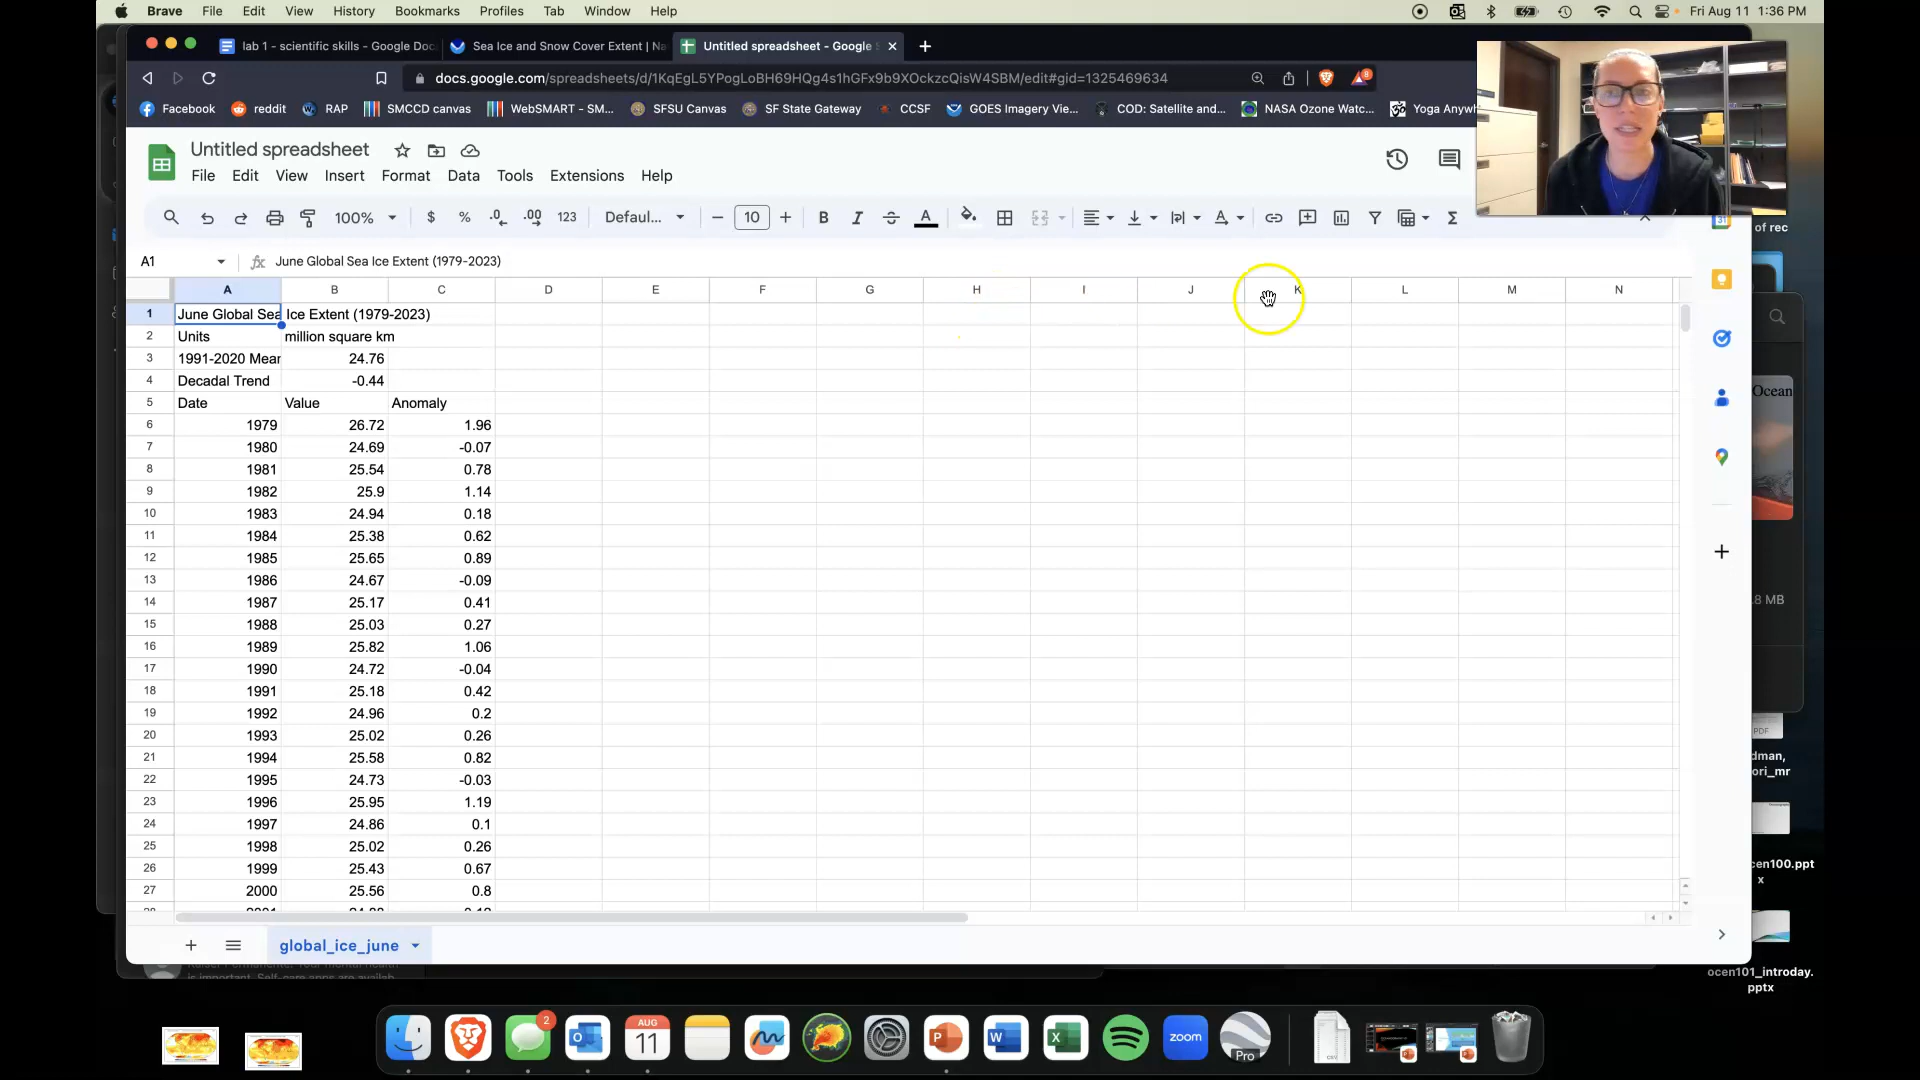 Brave File Edit View History Bookmarks Profiles Tab Window Help Fri Aug 11 1:36 PM
lab 1 - scientific skills - Google Doc Sea Ice and Snow Cover Extent | Na Untitled spreadsheet - Google S
docs.google.com/spreadsheets/d/1KqEgL5YPogLoBH69HQg4s1hGFx9b9XOckzcQisW4SBM/edit#gid=1325469634 8
Facebook reddit RAP SMCCD canvas WebSMART - SM... SFSU Canvas SF State Gateway CCSF GOES Imagery Vie... COD: Satellite and... NASA Ozone Watc... Yoga Anywh
Untitled spreadsheet
File Edit View Insert Format Data Tools Extensions Help
100% $ % .0 .00 123 Defaul... 10 B I S A
A1 fx June Global Sea Ice Extent (1979-2023)
A B C D E F G H I J K L M N
1 June Global Sea Ice Extent (1979-2023)
2 Units million square km
3 1991-2020 Mean 24.76
4 Decadal Trend -0.44
5 Date Value Anomaly
6 1979 26.72 1.96
7 1980 24.69 -0.07
8 1981 25.54 0.78
9 1982 25.9 1.14
10 1983 24.94 0.18
11 1984 25.38 0.62
12 1985 25.65 0.89
13 1986 24.67 -0.09
14 1987 25.17 0.41
15 1988 25.03 0.27
16 1989 25.82 1.06
17 1990 24.72 -0.04
18 1991 25.18 0.42
19 1992 24.96 0.2
20 1993 25.02 0.26
21 1994 25.58 0.82
22 1995 24.73 -0.03
23 1996 25.95 1.19
24 1997 24.86 0.1
25 1998 25.02 0.26
26 1999 25.43 0.67
27 2000 25.56 0.8
global_ice_june
of rec
Ocean
.8 MB
PDF
dman,
ori_mr
cen100.ppt
x
ocen101_introday.
pptx
2
AUG
11
zoom
Pro